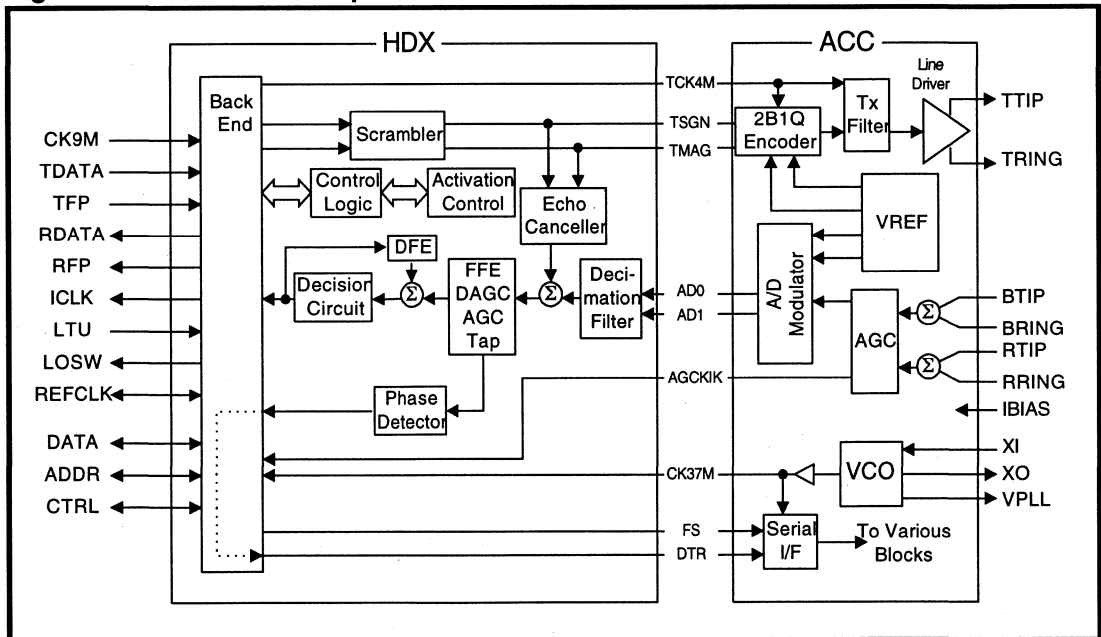 HDX
ACC
Back
End
CK9M
TDATA
TFP
RDATA
RFP
ICLK
LTU
LOSW
REFCLK
DATA
ADDR
CTRL
Scrambler
Control
Logic
Activation
Control
Echo
Canceller
DFE
Decision
Circuit
Σ
FFE
DAGC
AGC
Tap
Σ
Deci-
mation
Filter
Phase
Detector
TCK4M
TSGN
TMAG
AD0
AD1
AGCKIK
CK37M
FS
DTR
2B1Q
Encoder
Tx
Filter
Line
Driver
VREF
A/D
Modulator
AGC
Σ
Σ
VCO
Serial
I/F
To Various
Blocks
TTIP
TRING
BTIP
BRING
RTIP
RRING
IBIAS
XI
XO
VPLL